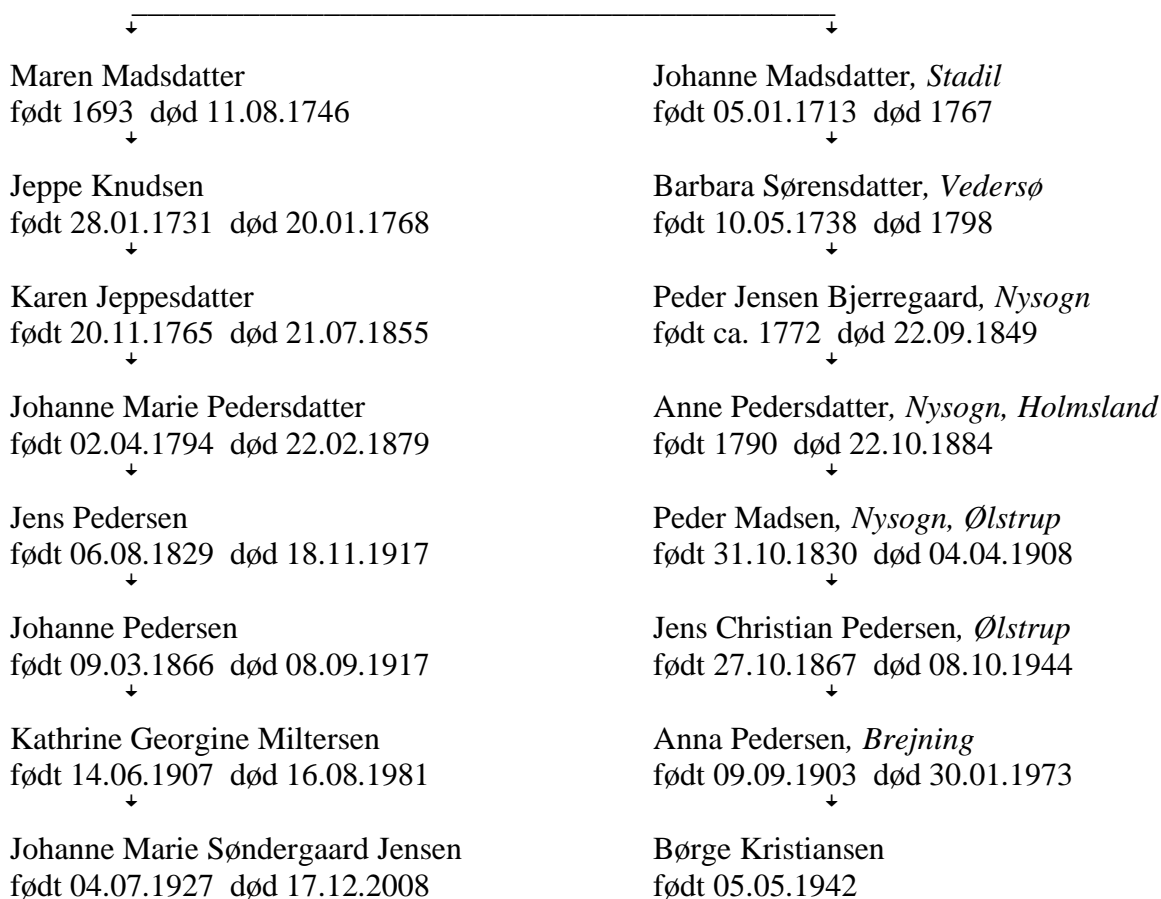 Maren Madsdatter
født 1693  død 11.08.1746
Johanne Madsdatter, Stadil
født 05.01.1713  død 1767
Jeppe Knudsen
født 28.01.1731  død 20.01.1768
Barbara Sørensdatter, Vedersø
født 10.05.1738  død 1798
Karen Jeppesdatter
født 20.11.1765  død 21.07.1855
Peder Jensen Bjerregaard, Nysogn
født ca. 1772  død 22.09.1849
Johanne Marie Pedersdatter
født 02.04.1794  død 22.02.1879
Anne Pedersdatter, Nysogn, Holmsland
født 1790  død 22.10.1884
Jens Pedersen
født 06.08.1829  død 18.11.1917
Peder Madsen, Nysogn, Ølstrup
født 31.10.1830  død 04.04.1908
Johanne Pedersen
født 09.03.1866  død 08.09.1917
Jens Christian Pedersen, Ølstrup
født 27.10.1867  død 08.10.1944
Kathrine Georgine Miltersen
født 14.06.1907  død 16.08.1981
Anna Pedersen, Brejning
født 09.09.1903  død 30.01.1973
Johanne Marie Søndergaard Jensen
født 04.07.1927  død 17.12.2008
Børge Kristiansen
født 05.05.1942